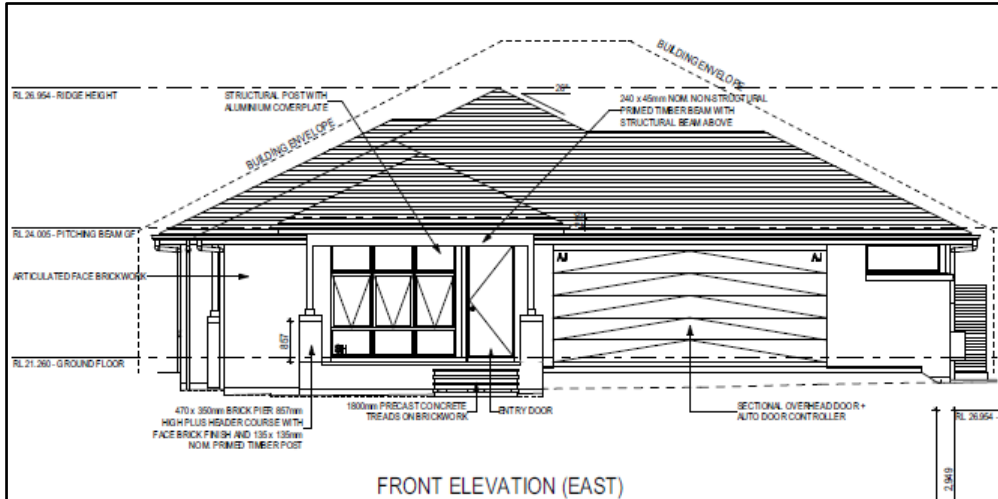 BUILDING ENVELOPE
RL 26.954 - RIDGE HEIGHT
STRUCTURAL POST WITH
ALUMINIUM COVERPLATE
26°
240 x 45mm NOM. NON-STRUCTURAL
PRIMED TIMBER BEAM WITH
STRUCTURAL BEAM ABOVE
BUILDING ENVELOPE
RL 24.005 - PITCHING BEAM GF
ARTICULATED FACE BRICKWORK
AJ
AJ
857
RL 21.260 - GROUND FLOOR
470 x 350mm BRICK PIER 857mm
HIGH PLUS HEADER COURSE WITH
FACE BRICK FINISH AND 135 x 135mm
NOM. PRIMED TIMBER POST
1800mm PRECAST CONCRETE
TREADS ON BRICKWORK
ENTRY DOOR
SECTIONAL OVERHEAD DOOR +
AUTO DOOR CONTROLLER
RL 26.954 -
2,949
FRONT ELEVATION (EAST)